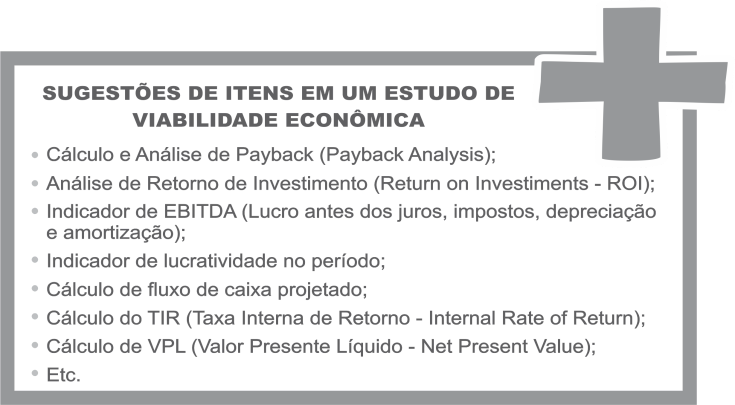 SUGESTÕES DE ITENS EM UM ESTUDO DE
VIABILIDADE ECONÔMICA
• Cálculo e Análise de Payback (Payback Analysis);
• Análise de Retorno de Investimento (Return on Investiments - ROI);
• Indicador de EBITDA (Lucro antes dos juros, impostos, depreciação
e amortização);
• Indicador de lucratividade no período;
• Cálculo de fluxo de caixa projetado;
• Cálculo do TIR (Taxa Interna de Retorno - Internal Rate of Return);
• Cálculo de VPL (Valor Presente Líquido - Net Present Value);
• Etc.